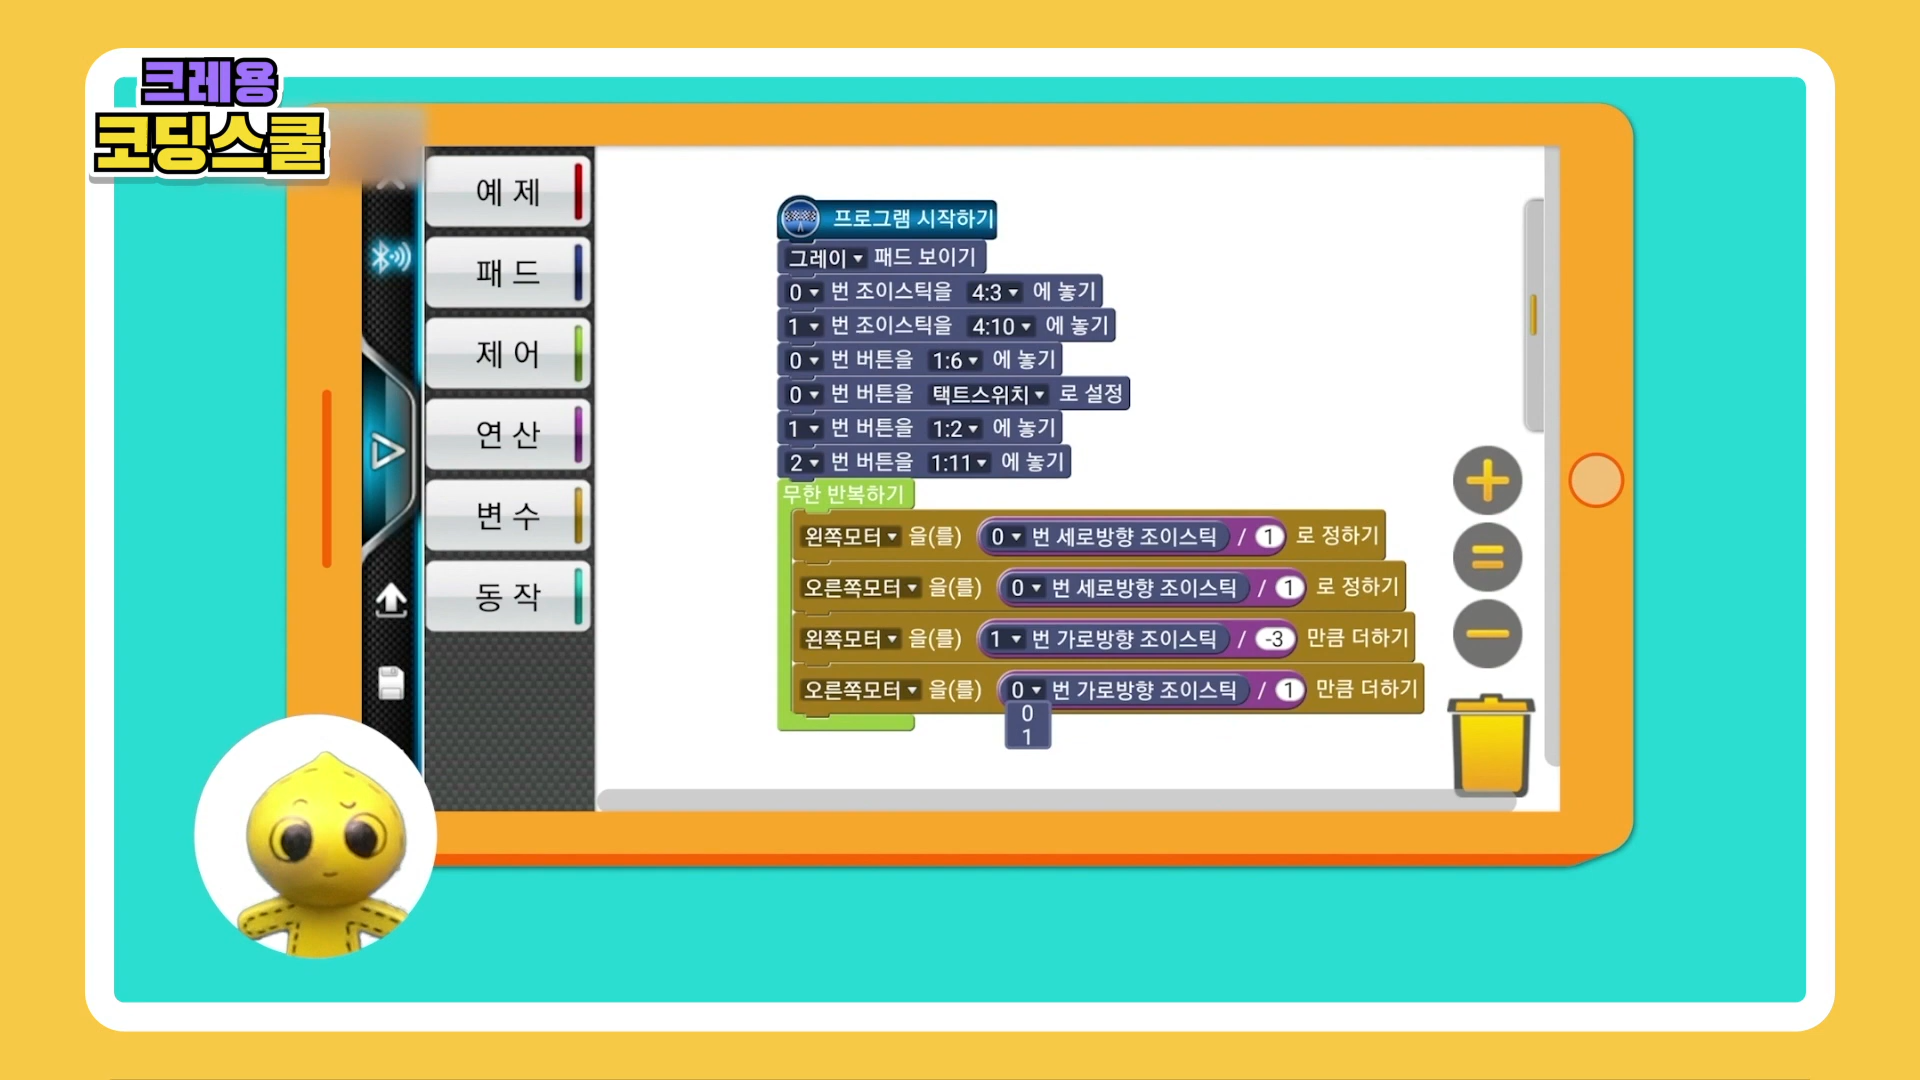 크레용
코딩스쿨
예 제
패 드
제 어
연 산
변 수
동 작
프로그램 시작하기
그레이 패드 보이기
0 번 조이스틱을 4:3 에 놓기
1 번 조이스틱을 4:10 에 놓기
0 번 버튼을 1:6 에 놓기
0 번 버튼을 택트스위치 로 설정
1 번 버튼을 1:2 에 놓기
2 번 버튼을 1:11 에 놓기
무한 반복하기
왼쪽모터 을(를) 0 번 세로방향 조이스틱 / 1 로 정하기
오른쪽모터 을(를) 0 번 세로방향 조이스틱 / 1 로 정하기
왼쪽모터 을(를) 1 번 가로방향 조이스틱 / -3 만큼 더하기
오른쪽모터 을(를) 0 번 가로방향 조이스틱 / 1 만큼 더하기
0
1